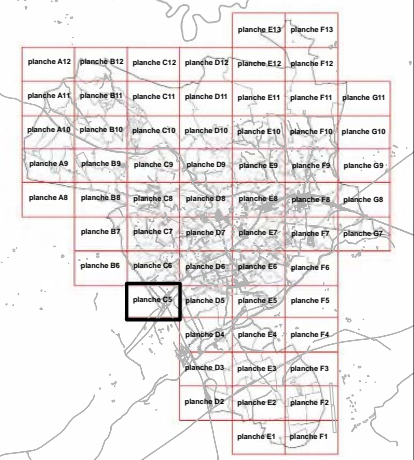 planche E13 planche F13
planche A12 planche B12 planche C12 planche D12 planche E12 planche F12
planche A11 planche B11 planche C11 planche D11 planche E11 planche F11 planche G11
planche A10 planche B10 planche C10 planche D10 planche E10 planche F10 planche G10
planche A9 planche B9 planche C9 planche D9 planche E9 planche F9 planche G9
planche A8 planche B8 planche C8 planche D8 planche E8 planche F8 planche G8
planche B7 planche C7 planche D7 planche E7 planche F7 planche G7
planche B6 planche C6 planche D6 planche E6 planche F6
planche C5 planche D5 planche E5 planche F5
planche D4 planche E4 planche F4
planche D3 planche E3 planche F3
planche D2 planche E2 planche F2
planche E1 planche F1